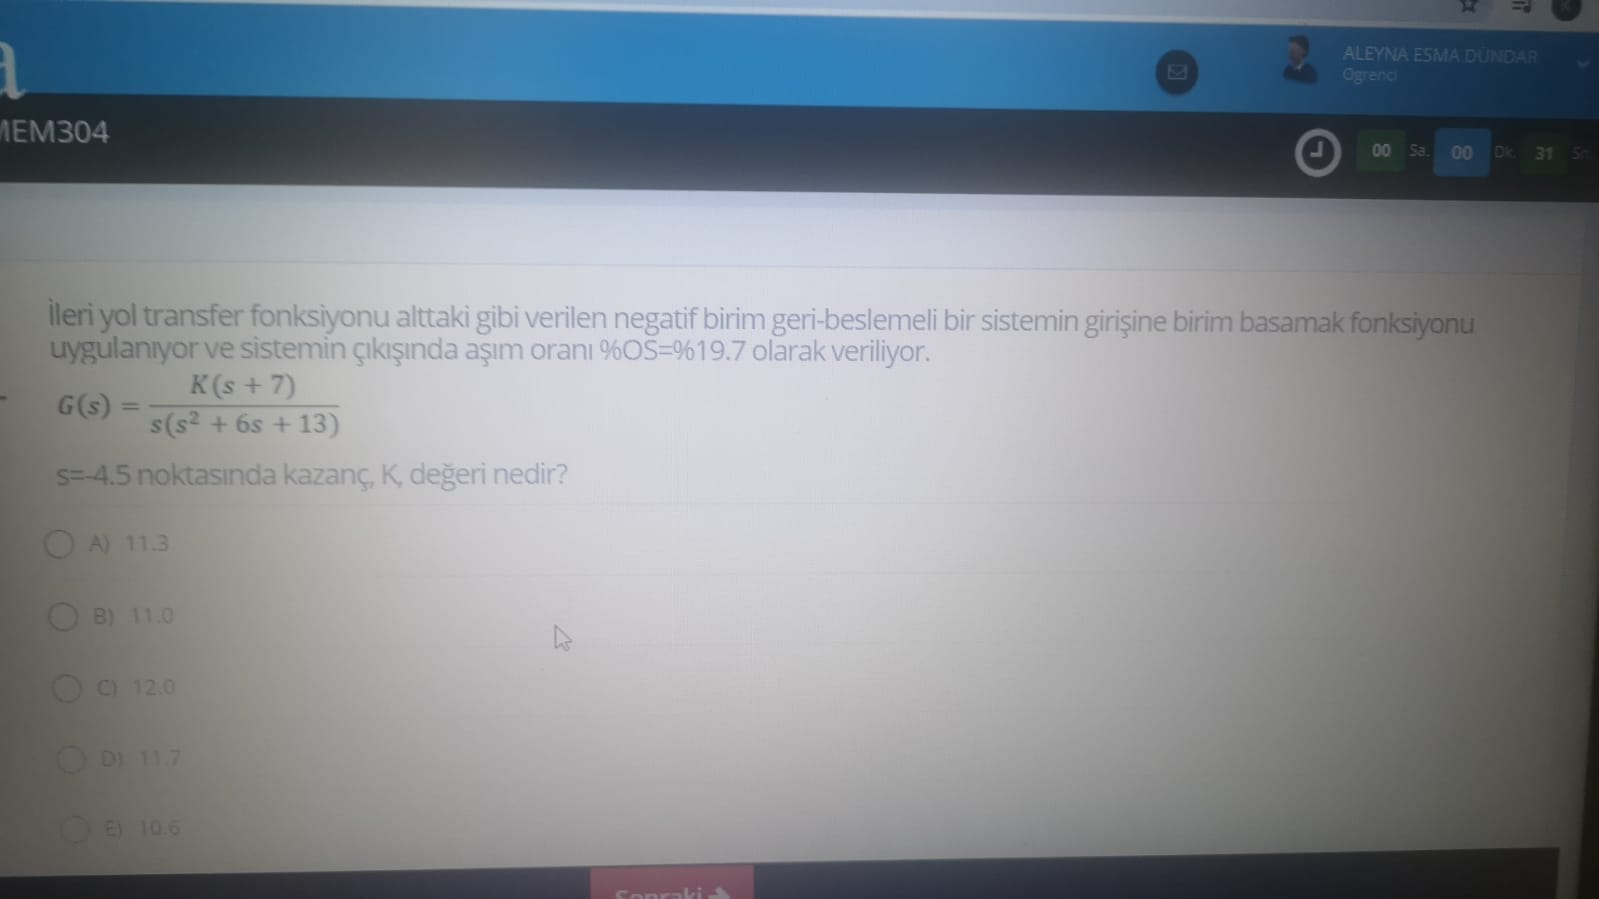 a
MEM304
ALEYNA ESMA DÜNDAR
Ögrenci
00 Sa. 00 Dk. 31 Sn.
İleri yol transfer fonksiyonu alttaki gibi verilen negatif birim geri-beslemeli bir sistemin girişine birim basamak fonksiyonu
uygulanıyor ve sistemin çıkışında aşım oranı %OS=%19.7 olarak veriliyor.
G(s) = K(s + 7) / s(s² + 6s + 13)
s=-4.5 noktasında kazanç, K, değeri nedir?
A) 11.3
B) 11.0
C) 12.0
D) 11.7
E) 10.6
Sonraki